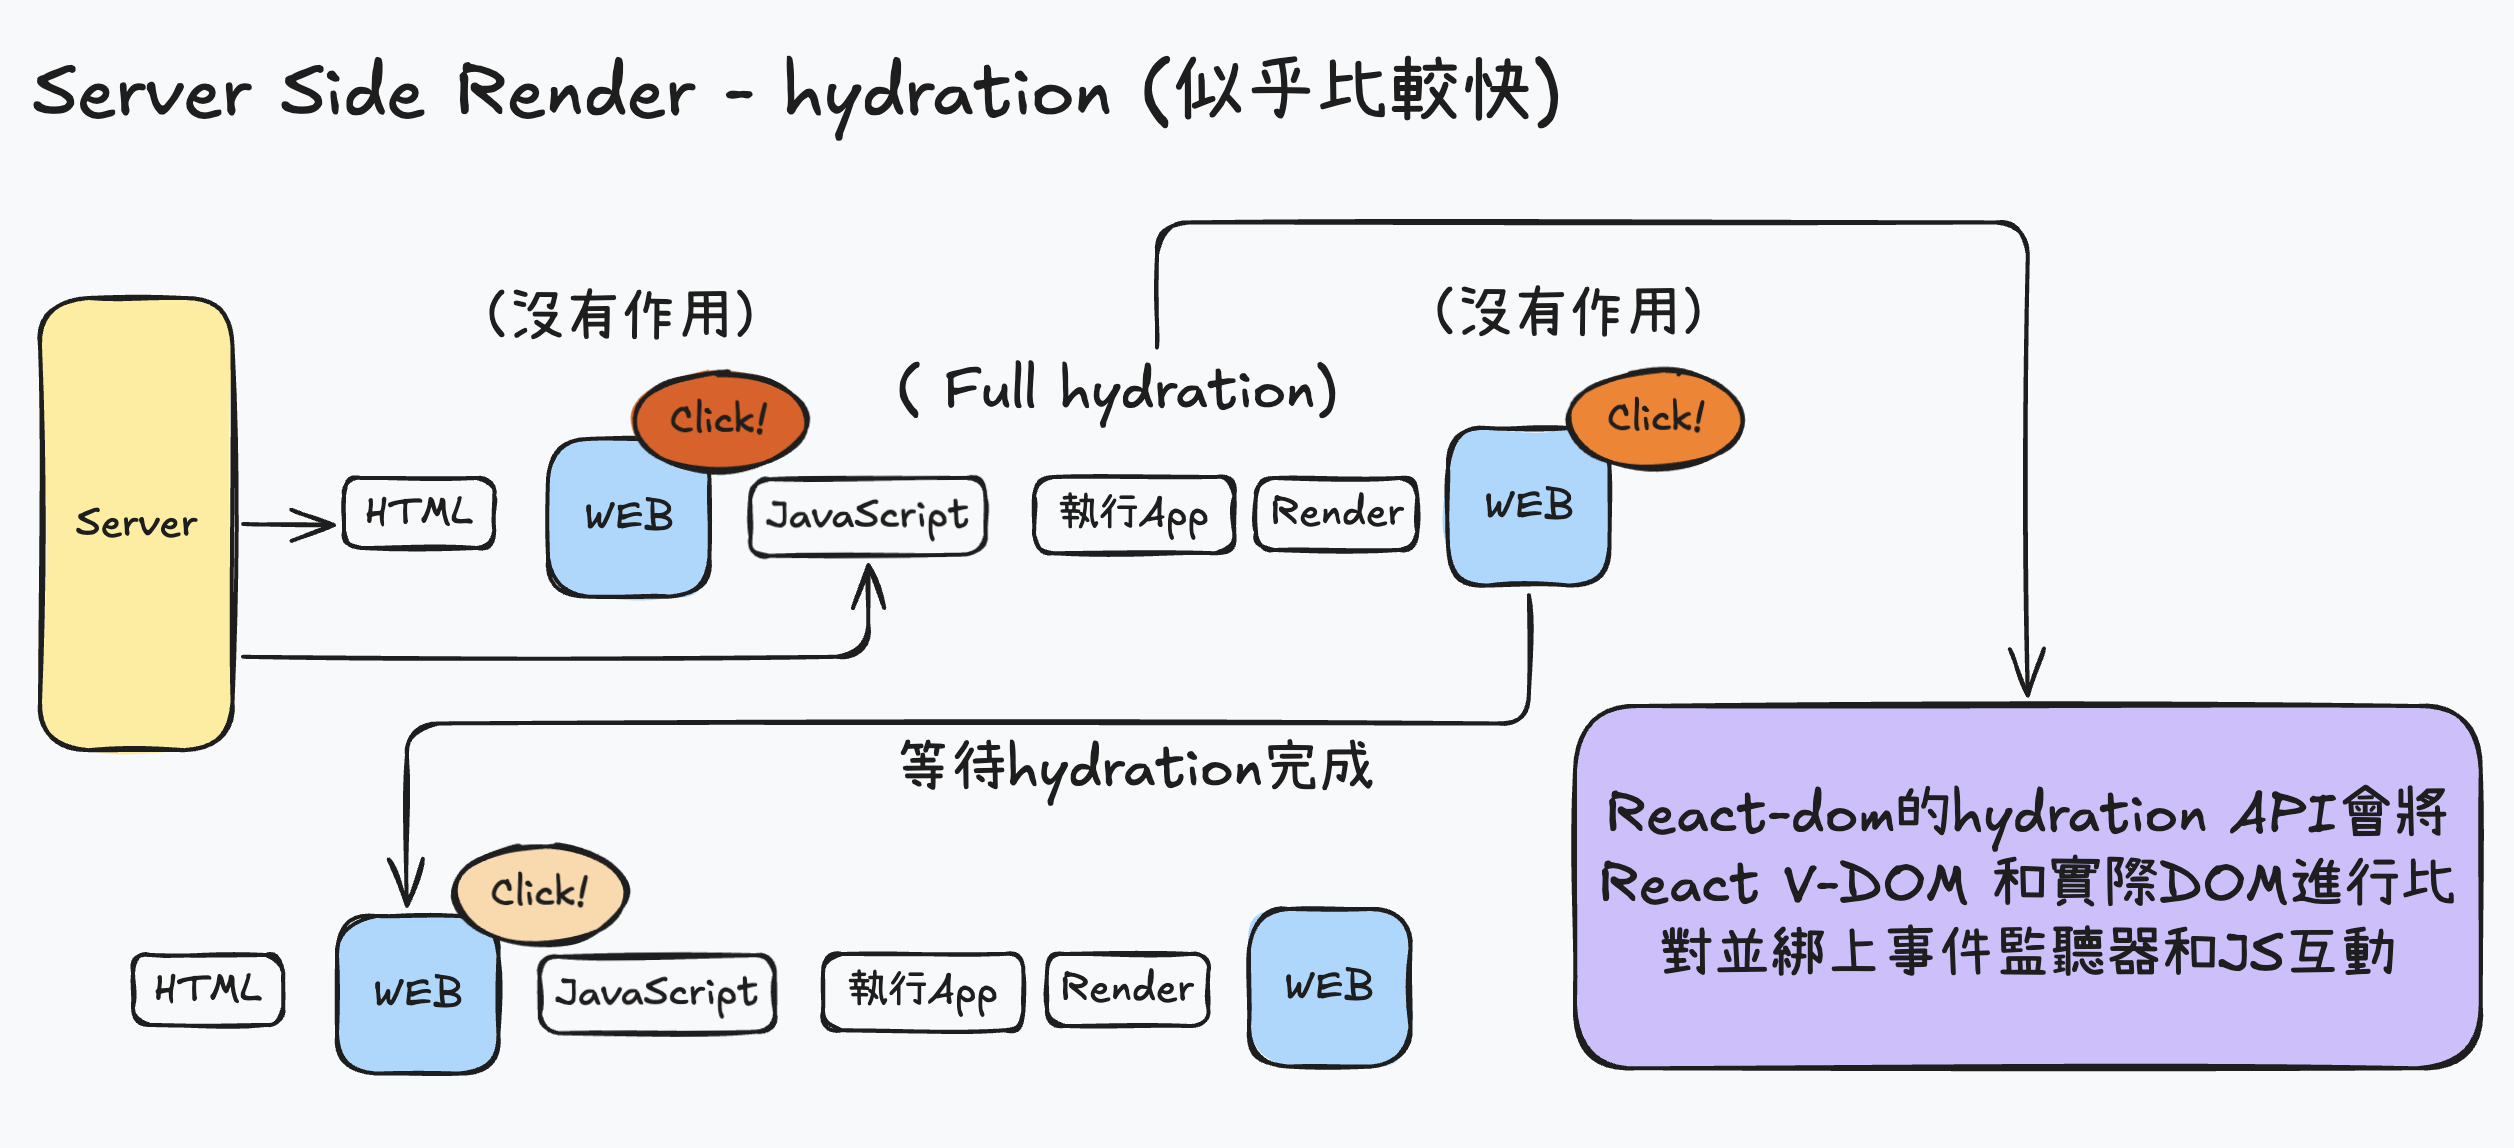 Server Side Render - hydration (似乎比較快)
(沒有作用)
(沒有作用)
(Full hydration)
Click!
Click!
Server
HTML
WEB
JavaScript
執行App
Render
WEB
等待hydration完成
Click!
HTML
WEB
JavaScript
執行App
Render
WEB
React-dom的hydration API會將
React V-DOM 和實際DOM進行比
對並綁上事件監聽器和JS互動